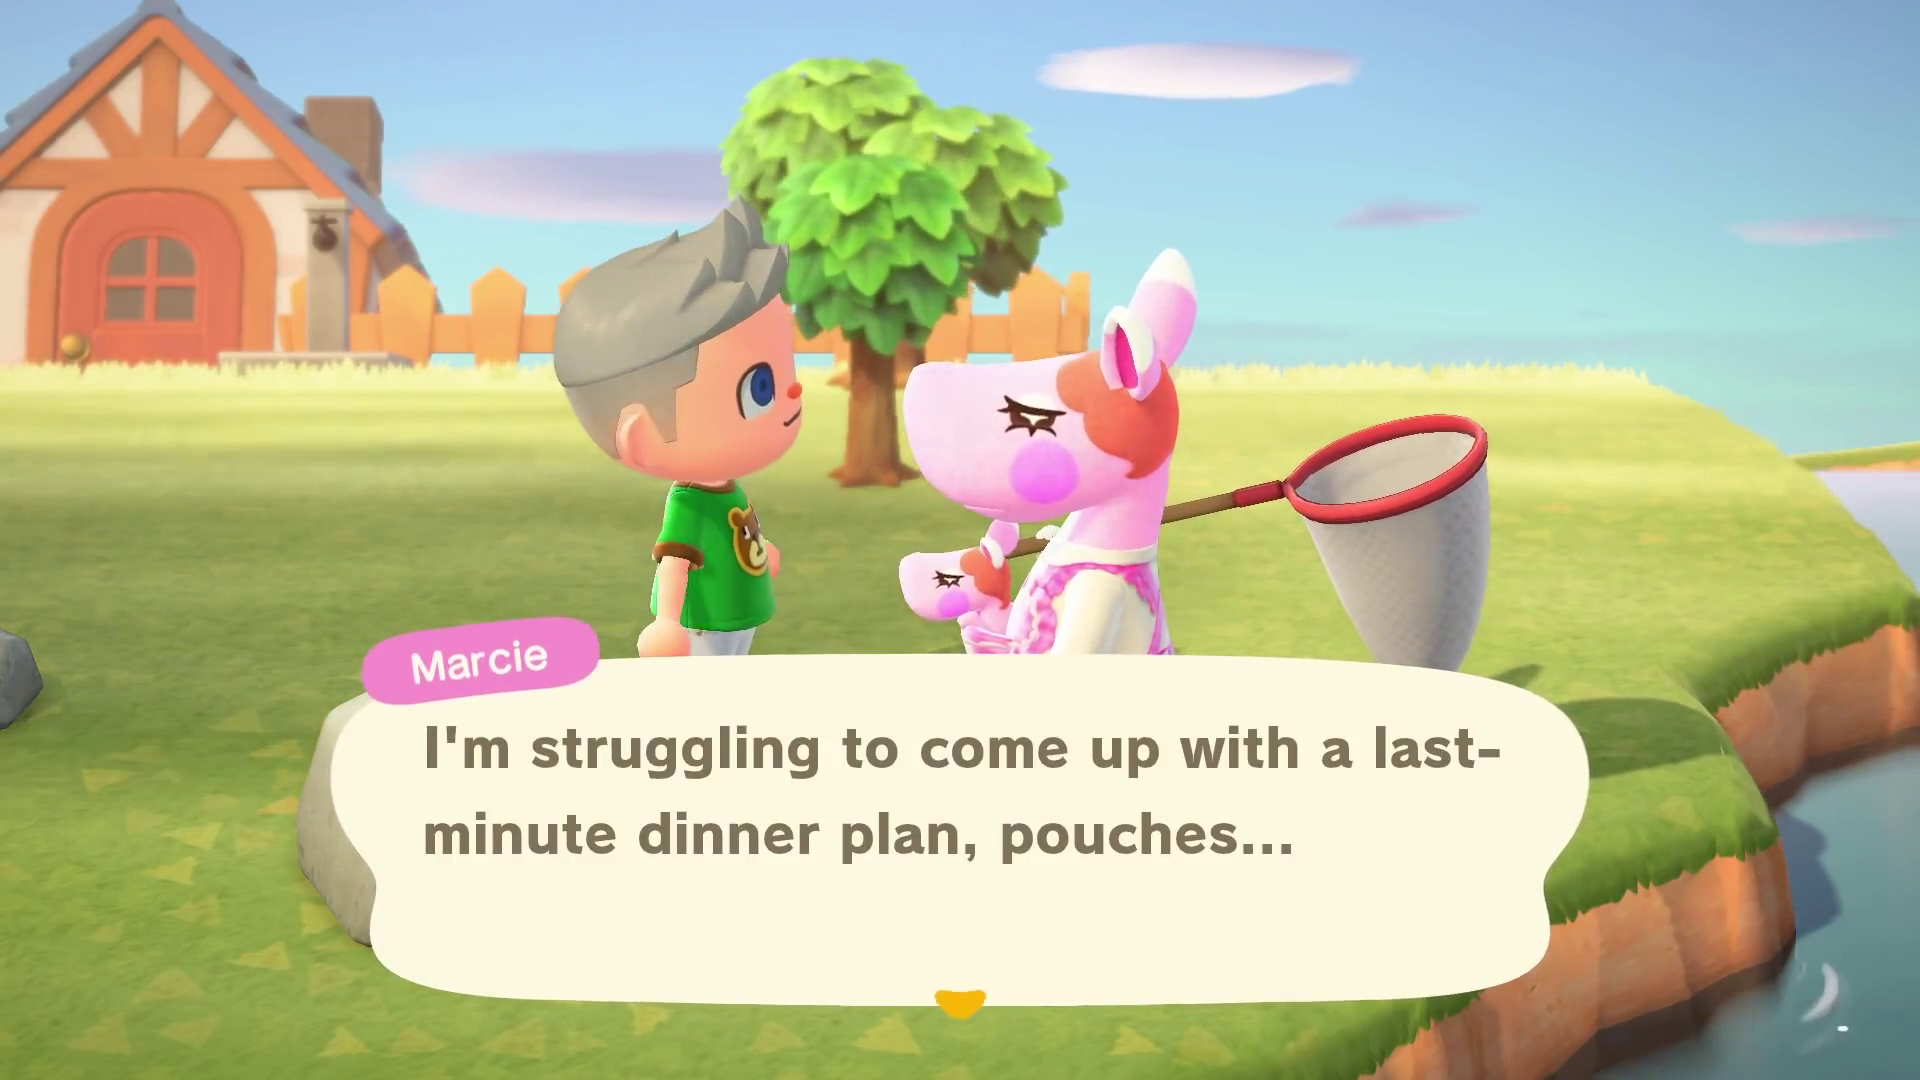 Marcie
I'm struggling to come up with a last-
minute dinner plan, pouches...